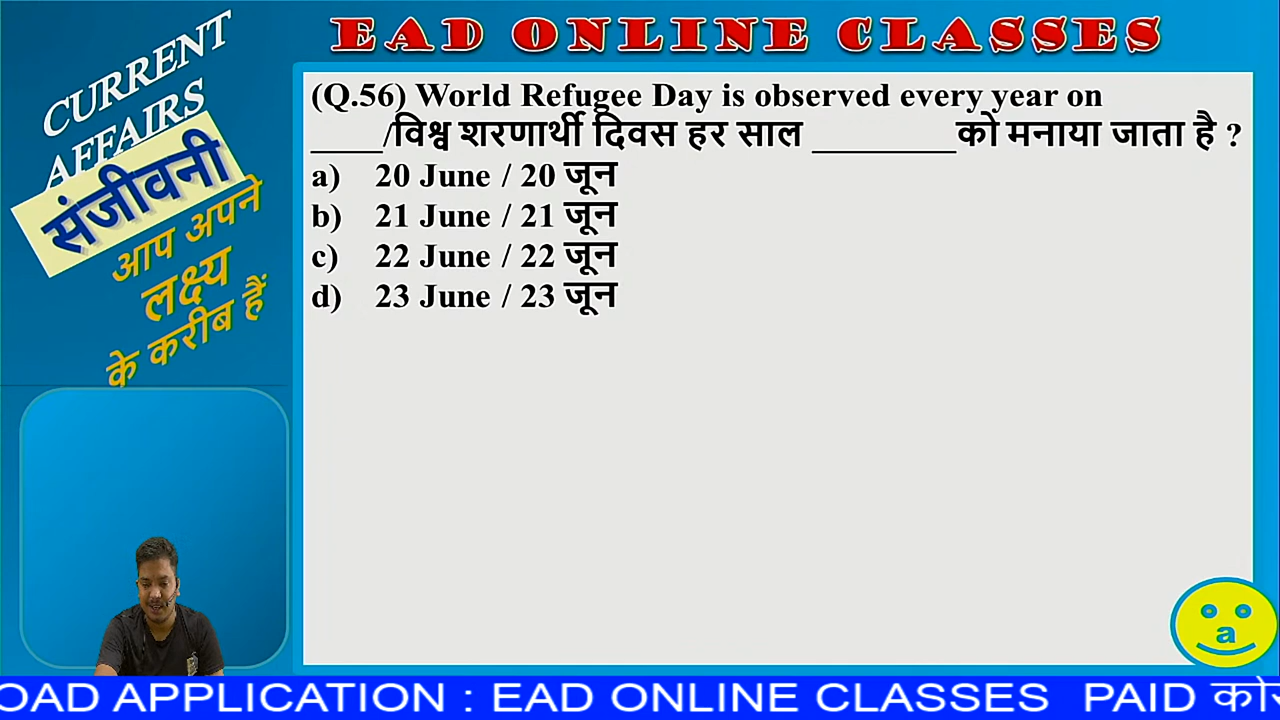 EAD ONLINE CLASSES
CURRENT
AFFAIRS
संजीवनी
आप अपने
लक्ष्य
के करीब हैं
(Q.56) World Refugee Day is observed every year on
____/विश्व शरणार्थी दिवस हर साल ________को मनाया जाता है ?
a) 20 June / 20 जून
b) 21 June / 21 जून
c) 22 June / 22 जून
d) 23 June / 23 जून
a
OAD APPLICATION : EAD ONLINE CLASSES PAID